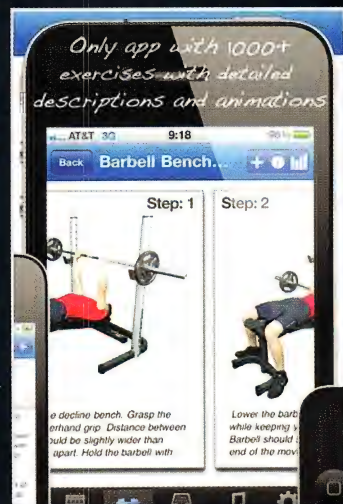 Only app with 1000+
exercises with detailed
descriptions and animations
AT&T 3G 9:18
Back Barbell Bench... + i
Step: 1
Step: 2
e decline bench. Grasp the
erhand grip. Distance between
ould be slightly wider than
apart. Hold the barbell with
Lower the barb
while keeping y
Barbell should
end of the mov